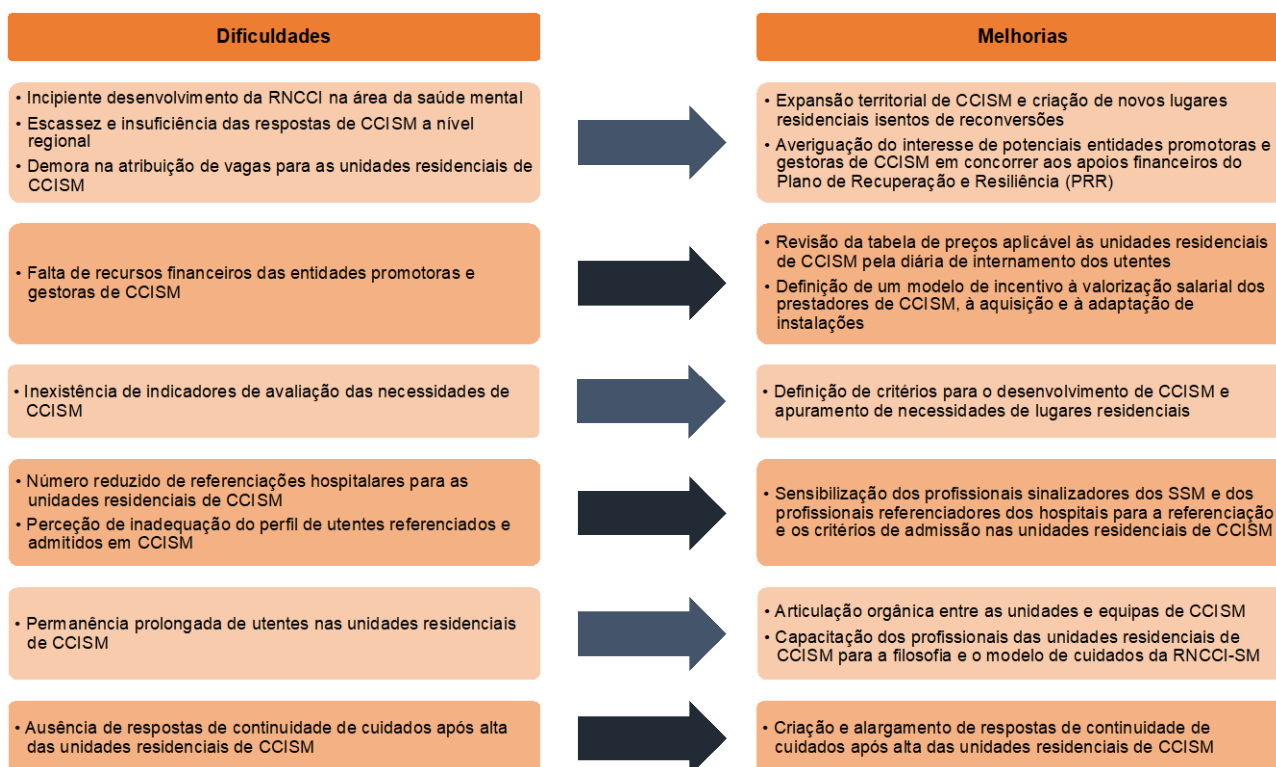 Dificuldades
Melhorias
• Incipiente desenvolvimento da RNCCI na área da saúde mental
• Escassez e insuficiência das respostas de CCISM a nível
regional
• Demora na atribuição de vagas para as unidades residenciais de
CCISM
• Expansão territorial de CCISM e criação de novos lugares
residenciais isentos de reconversões
• Averiguação do interesse de potenciais entidades promotoras e
gestoras de CCISM em concorrer aos apoios financeiros do
Plano de Recuperação e Resiliência (PRR)
• Falta de recursos financeiros das entidades promotoras e
gestoras de CCISM
• Revisão da tabela de preços aplicável às unidades residenciais
de CCISM pela diária de internamento dos utentes
• Definição de um modelo de incentivo à valorização salarial dos
prestadores de CCISM, à aquisição e à adaptação de
instalações
• Inexistência de indicadores de avaliação das necessidades de
CCISM
• Definição de critérios para o desenvolvimento de CCISM e
apuramento de necessidades de lugares residenciais
• Número reduzido de referenciações hospitalares para as
unidades residenciais de CCISM
• Perceção de inadequação do perfil de utentes referenciados e
admitidos em CCISM
• Sensibilização dos profissionais sinalizadores dos SSM e dos
profissionais referenciadores dos hospitais para a referenciação
e os critérios de admissão nas unidades residenciais de CCISM
• Permanência prolongada de utentes nas unidades residenciais
de CCISM
• Articulação orgânica entre as unidades e equipas de CCISM
• Capacitação dos profissionais das unidades residenciais de
CCISM para a filosofia e o modelo de cuidados da RNCCI-SM
• Ausência de respostas de continuidade de cuidados após alta
das unidades residenciais de CCISM
• Criação e alargamento de respostas de continuidade de
cuidados após alta das unidades residenciais de CCISM